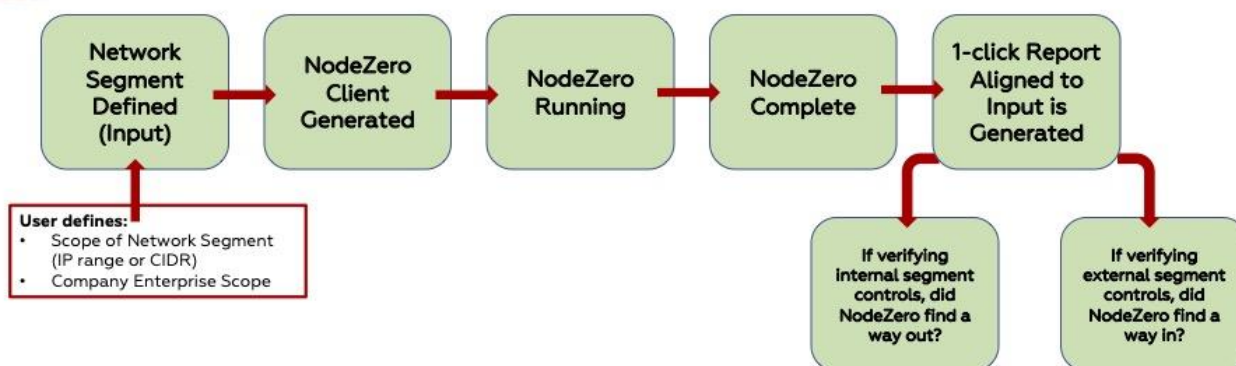 Network
Segment
Defined
(Input)
NodeZero
Client
Generated
NodeZero
Running
NodeZero
Complete
1-click Report
Aligned to
Input is
Generated
User defines:
• Scope of Network Segment
(IP range or CIDR)
• Company Enterprise Scope
If verifying
internal segment
controls, did
NodeZero find a
way out?
If verifying
external segment
controls, did
NodeZero find a
way in?